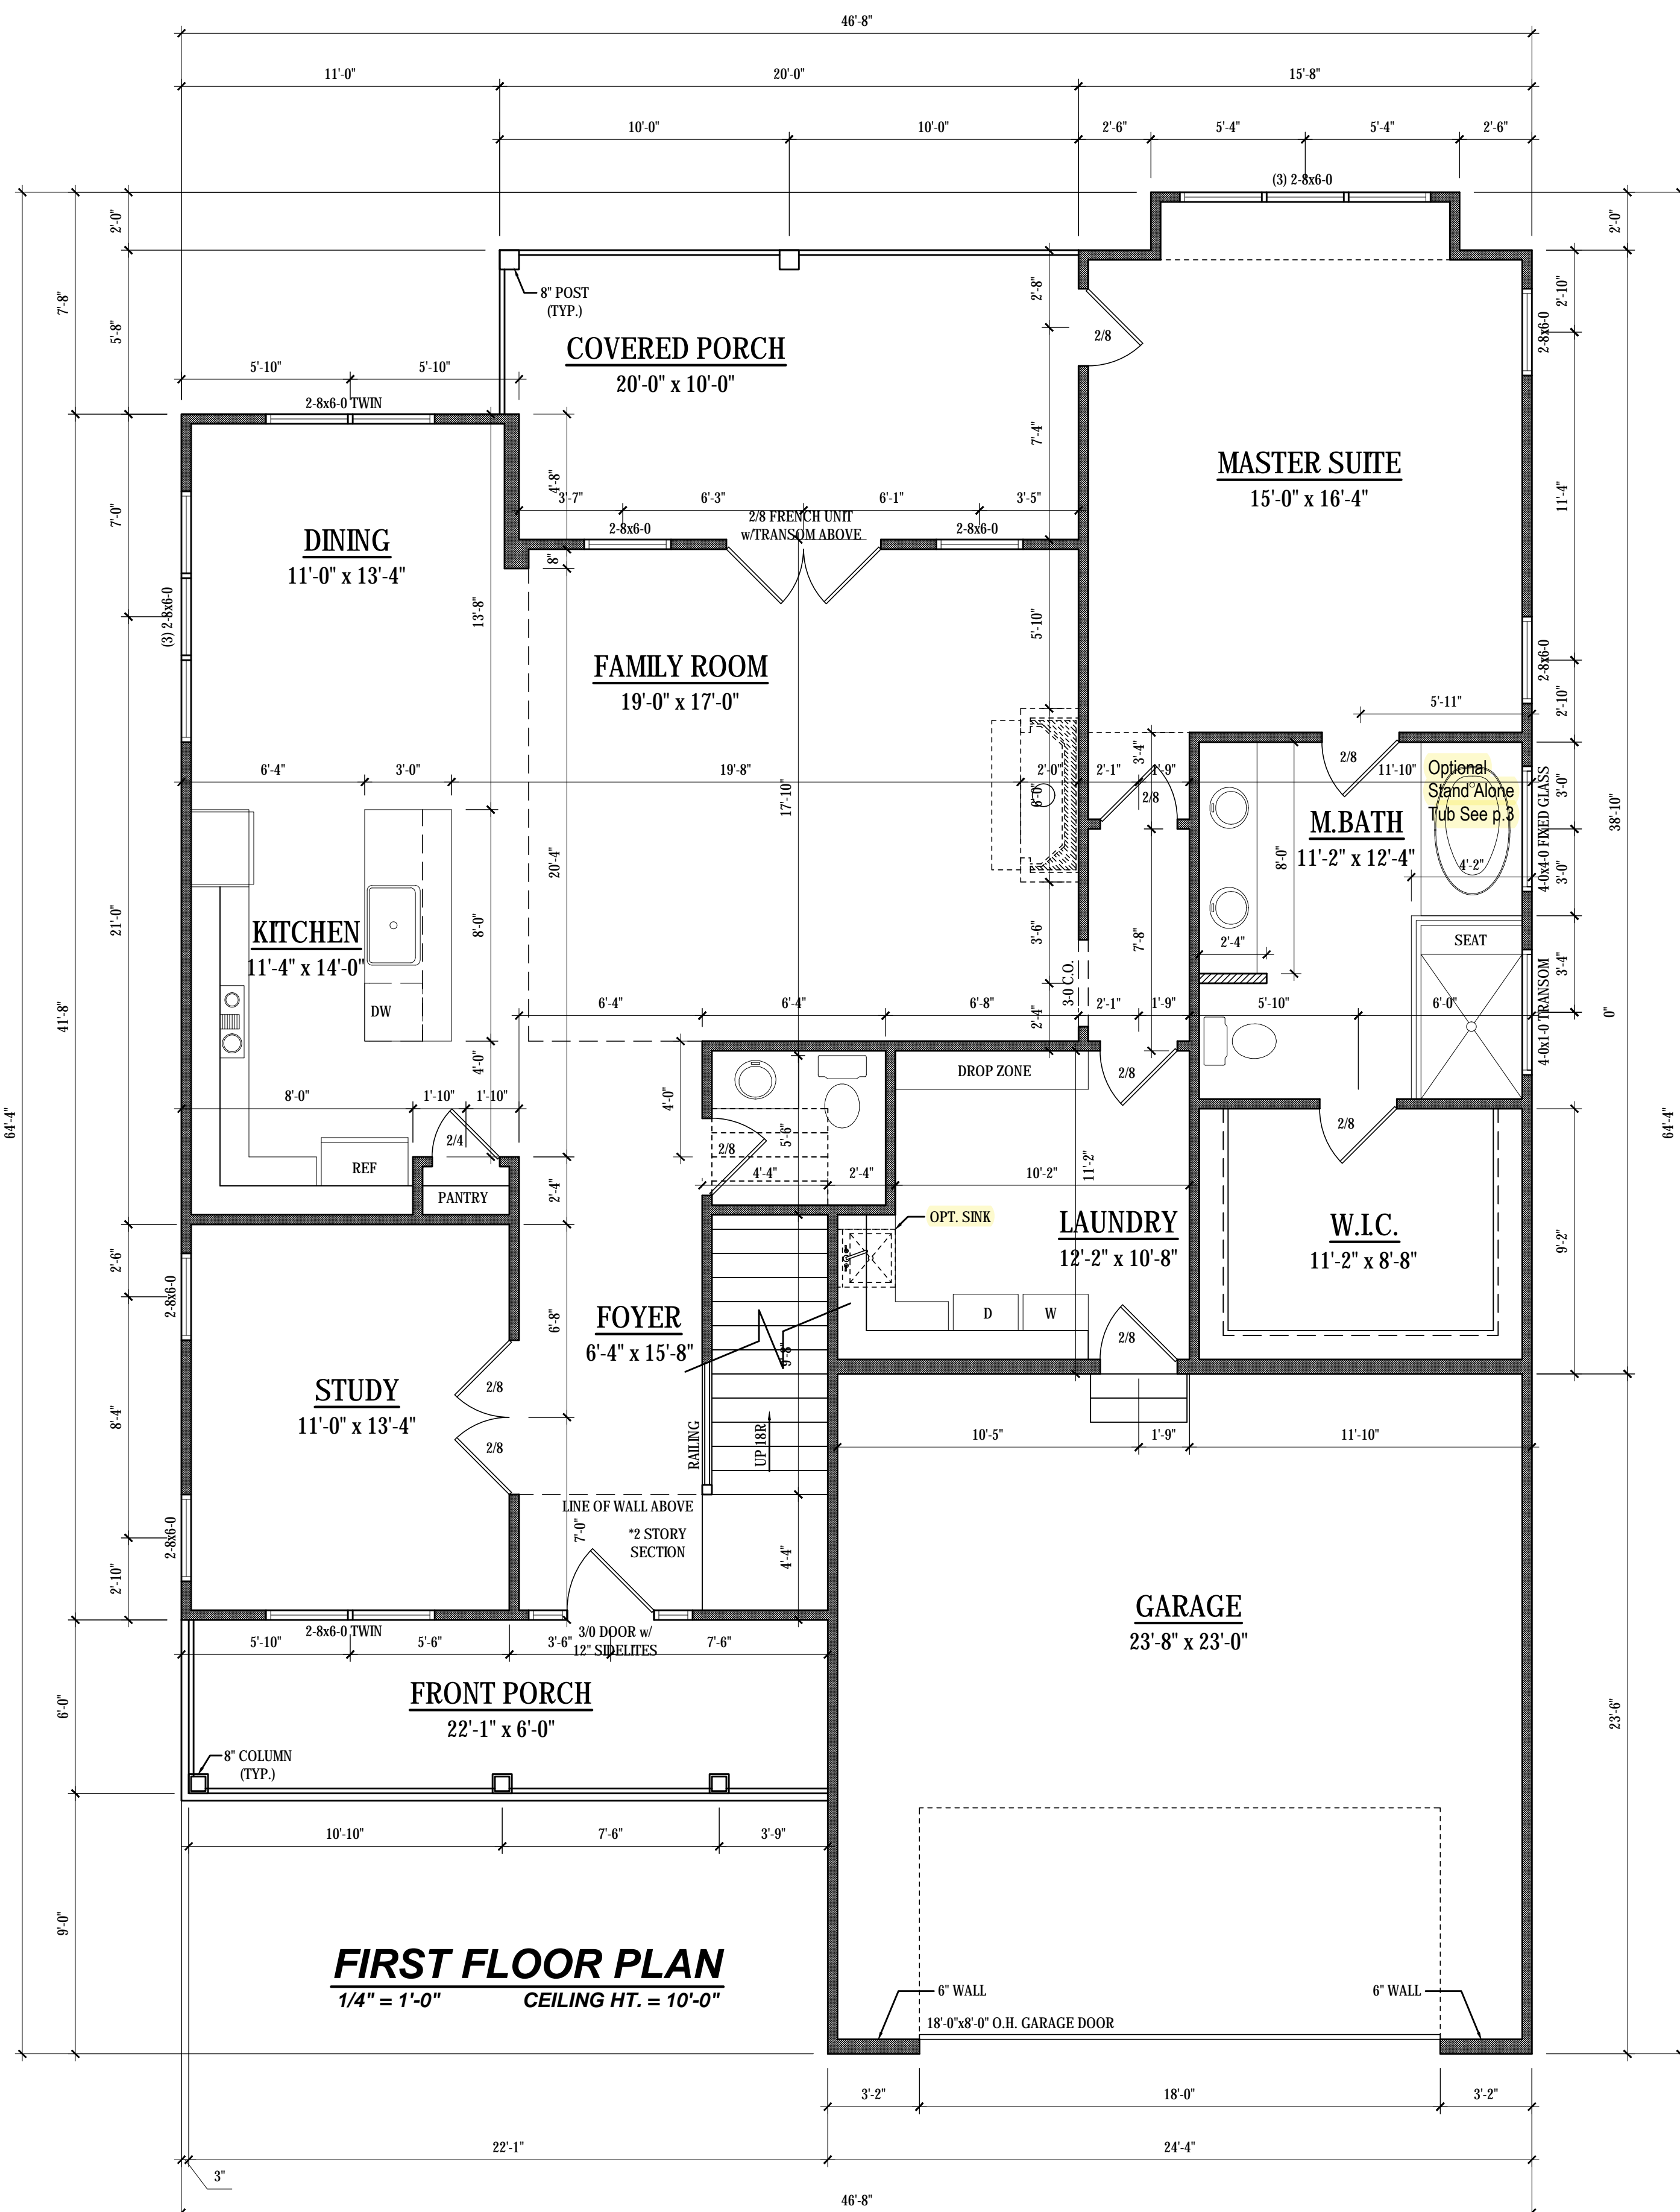 46'-8"
11'-0" 20'-0" 15'-8"
10'-0" 10'-0" 2'-6" 5'-4" 5'-4" 2'-6"
(3) 2-8x6-0
2'-0"
2'-0"
7'-8"
5'-8"
8" POST
(TYP.)
2'-8"
2/8
2'-10"
2-8x6-0
COVERED PORCH
20'-0" x 10'-0"
5'-10" 5'-10"
2-8x6-0 TWIN
7'-4"
MASTER SUITE
15'-0" x 16'-4"
11'-4"
4'-8"
3'-7" 6'-3" 6'-1" 3'-5"
7'-0"
2-8x6-0
2/8 FRENCH UNIT
w/TRANSOM ABOVE
2-8x6-0
DINING
11'-0" x 13'-4"
8"
(3) 2-8x6-0
13'-8"
5'-10"
FAMILY ROOM
19'-0" x 17'-0"
2-8x6-0
2'-10"
5'-11"
6'-4" 3'-0" 19'-8" 17'-10" 2'-0" 2'-1" 3'-4" 1'-9" 2/8 11'-10"
8'-0"
2/8
Optional
Stand Alone
Tub See p.3
4-0x4-0 FIXED GLASS
3'-0"
3'-0"
38'-10"
M.BATH
11'-2" x 12'-4"
8'-0"
4'-2"
20'-4"
21'-0"
KITCHEN
11'-4" x 14'-0"
8'-0"
3'-6"
7'-8"
2'-4"
SEAT
3'-4"
4-0x1-0 TRANSOM
DW
3-0 C.O.
6'-4" 6'-4" 6'-8" 2'-4" 2'-1" 1'-9" 5'-10" 6'-0"
0"
41'-8"
4'-0"
DROP ZONE
2/8
8'-0" 1'-10" 1'-10"
4'-0"
64'-4"
64'-4"
2/4
2/8
5'-6"
2/8
REF
PANTRY
2'-4"
4'-4" 2'-4" 10'-2" 11'-2"
OPT. SINK
LAUNDRY
12'-2" x 10'-8"
W.I.C.
11'-2" x 8'-8"
9'-2"
2'-6"
2-8x6-0
6'-8"
FOYER
6'-4" x 15'-8"
9'-8"
D W
2/8
STUDY
11'-0" x 13'-4"
2/8
2/8
8'-4"
RAILING
UP 18R
10'-5" 1'-9" 11'-10"
LINE OF WALL ABOVE
*2 STORY
SECTION
7'-0"
4'-4"
2-8x6-0
2'-10"
GARAGE
23'-8" x 23'-0"
2-8x6-0 TWIN
3/0 DOOR w/
12" SIDELITES
5'-10" 5'-6" 3'-6" 7'-6"
FRONT PORCH
22'-1" x 6'-0"
6'-0"
23'-6"
8" COLUMN
(TYP.)
10'-10" 7'-6" 3'-9"
9'-0"
FIRST FLOOR PLAN
1/4" = 1'-0" CEILING HT. = 10'-0"
6" WALL 6" WALL
18'-0"x8'-0" O.H. GARAGE DOOR
3'-2" 18'-0" 3'-2"
22'-1" 24'-4"
3"
46'-8"